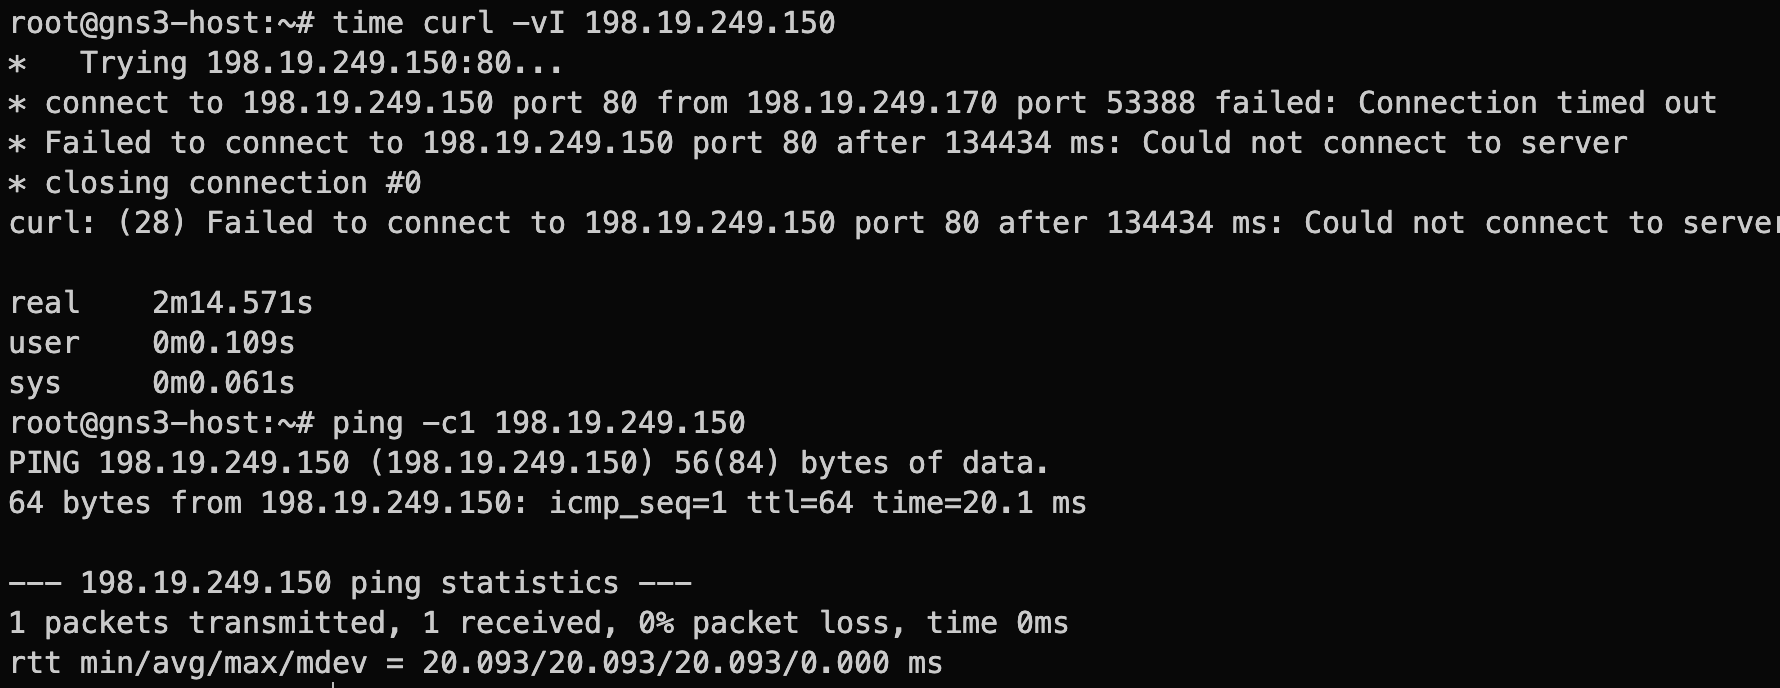 root@gns3-host:~# time curl -vI 198.19.249.150
*   Trying 198.19.249.150:80...
* connect to 198.19.249.150 port 80 from 198.19.249.170 port 53388 failed: Connection timed out
* Failed to connect to 198.19.249.150 port 80 after 134434 ms: Could not connect to server
* closing connection #0
curl: (28) Failed to connect to 198.19.249.150 port 80 after 134434 ms: Could not connect to server

real    2m14.571s
user    0m0.109s
sys     0m0.061s
root@gns3-host:~# ping -c1 198.19.249.150
PING 198.19.249.150 (198.19.249.150) 56(84) bytes of data.
64 bytes from 198.19.249.150: icmp_seq=1 ttl=64 time=20.1 ms

--- 198.19.249.150 ping statistics ---
1 packets transmitted, 1 received, 0% packet loss, time 0ms
rtt min/avg/max/mdev = 20.093/20.093/20.093/0.000 ms